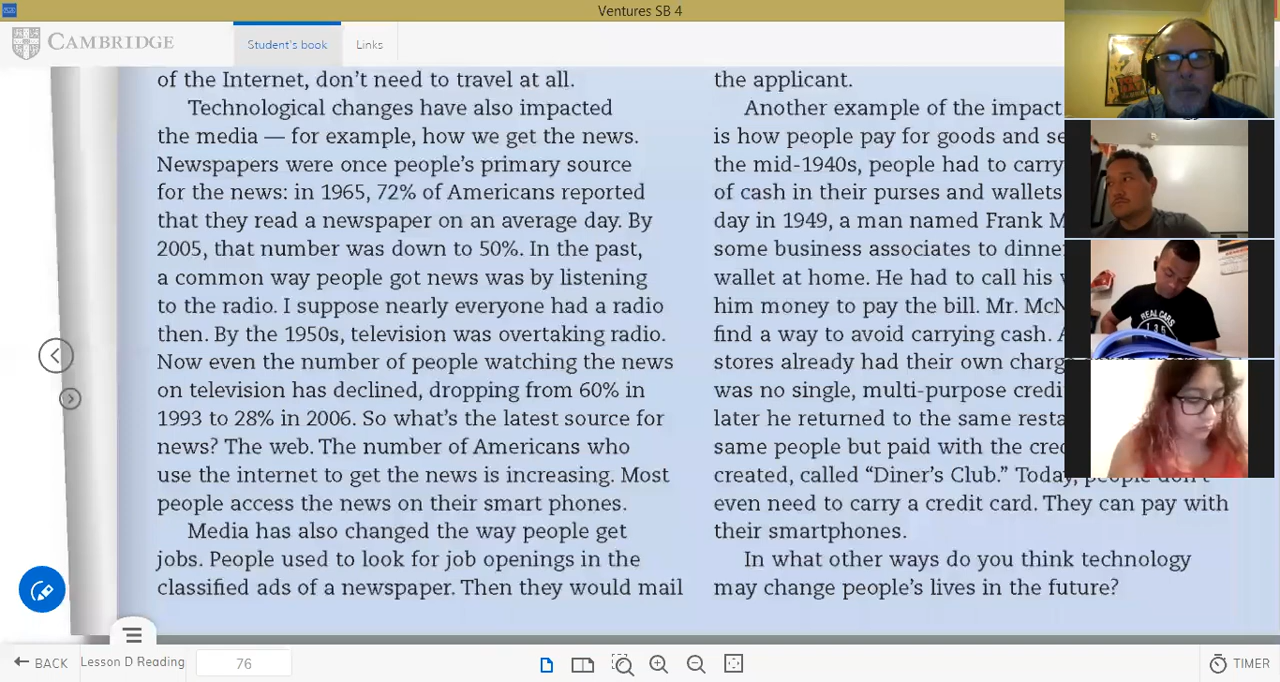 Ventures SB 4
CAMBRIDGE
Student's book
Links
of the Internet, don't need to travel at all.
Technological changes have also impacted
the media — for example, how we get the news.
Newspapers were once people's primary source
for the news: in 1965, 72% of Americans reported
that they read a newspaper on an average day. By
2005, that number was down to 50%. In the past,
a common way people got news was by listening
to the radio. I suppose nearly everyone had a radio
then. By the 1950s, television was overtaking radio.
Now even the number of people watching the news
on television has declined, dropping from 60% in
1993 to 28% in 2006. So what's the latest source for
news? The web. The number of Americans who
use the internet to get the news is increasing. Most
people access the news on their smart phones.
Media has also changed the way people get
jobs. People used to look for job openings in the
classified ads of a newspaper. Then they would mail
the applicant.
Another example of the impact
is how people pay for goods and
the mid-1940s, people had to carry
of cash in their purses and wallets
day in 1949, a man named Frank
some business associates to dinner
wallet at home. He had to call his
him money to pay the bill. Mr.
find a way to avoid carrying cash.
stores already had their own
was no single, multi-purpose
later he returned to the same
same people but paid with the
created, called “Diner's Club.” Today, people don't
even need to carry a credit card. They can pay with
their smartphones.
In what other ways do you think technology
may change people's lives in the future?
REAL CARS
BACK
Lesson D Reading
76
TIMER